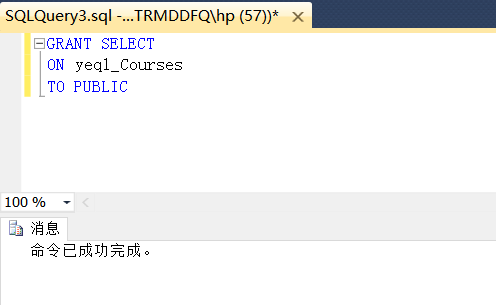 SQLQuery3.sql -...TRMDDFQ\hp (57))*
GRANT SELECT
ON yeql_Courses
TO PUBLIC
100 %
消息
命令已成功完成。